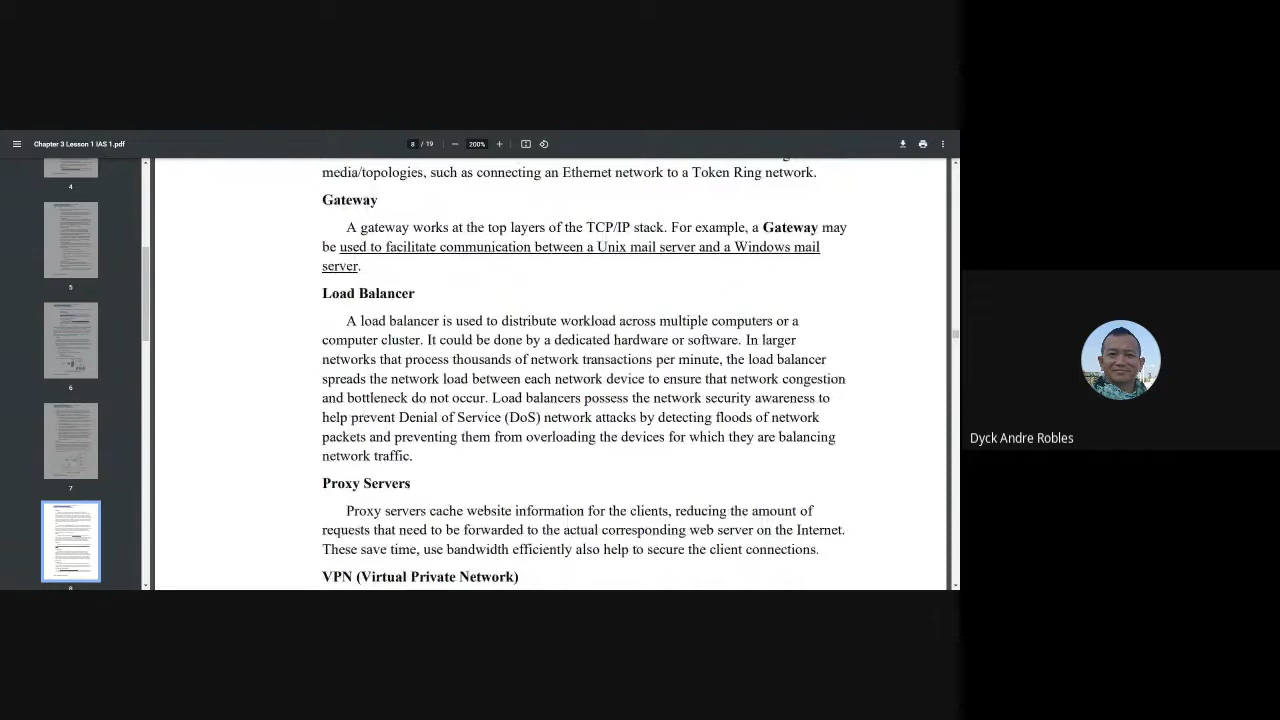 Chapter 3 Lesson 1 IAS 1.pdf
8 / 19
200%
4
5
6
7
media/topologies, such as connecting an Ethernet network to a Token Ring network.
Gateway
A gateway works at the layers of the TCP/IP stack. For example, a Gateway may
be used to facilitate communication between a Unix mail server and a Windows mail
server.
Load Balancer
A load balancer is used to distribute workload across multiple computers or a
computer cluster. It could be done by a dedicated hardware or software. In larger
networks that process thousands of network transactions per minute, the load balancer
spreads the network load between each network device to ensure that network congestion
and bottleneck do not occur. Load balancers possess the network security awareness to
help prevent Denial of Service (DoS) network attacks by detecting floods of network
packets and preventing them from overloading the devices for which they are balancing
network traffic.
Proxy Servers
Proxy servers cache website information for the clients, reducing the amount of
that need to be forwarded to the actual corresponding web server on the Internet.
These save time, use bandwidth efficiently also help to secure the client connections.
PN (Virtual Private Network)
Dyck Andre Robles